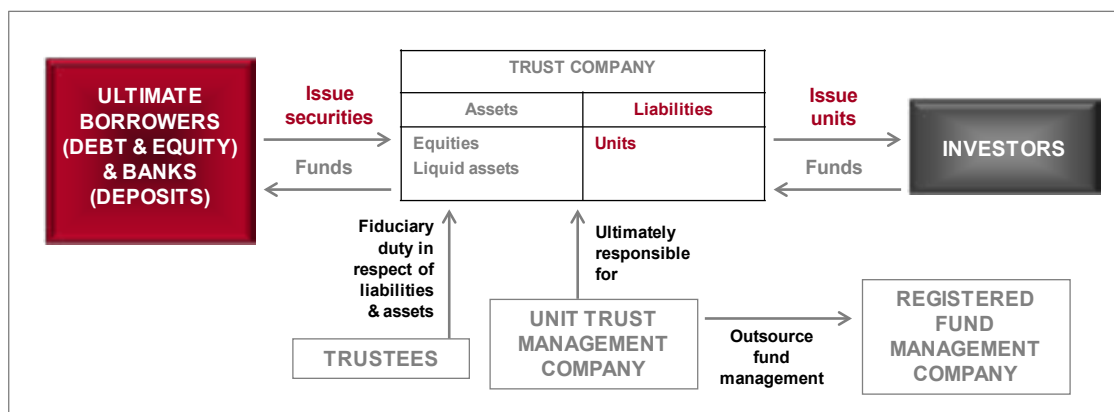 ULTIMATE
BORROWERS
(DEBT & EQUITY)
& BANKS
(DEPOSITS)
Issue
securities
Funds
TRUST COMPANY
Assets
Liabilities
Equities
Liquid assets
Units
Issue
units
Funds
INVESTORS
Fiduciary
duty in
respect of
liabilities
& assets
Ultimately
responsible
for
TRUSTEES
UNIT TRUST
MANAGEMENT
COMPANY
Outsource
fund
management
REGISTERED
FUND
MANAGEMENT
COMPANY